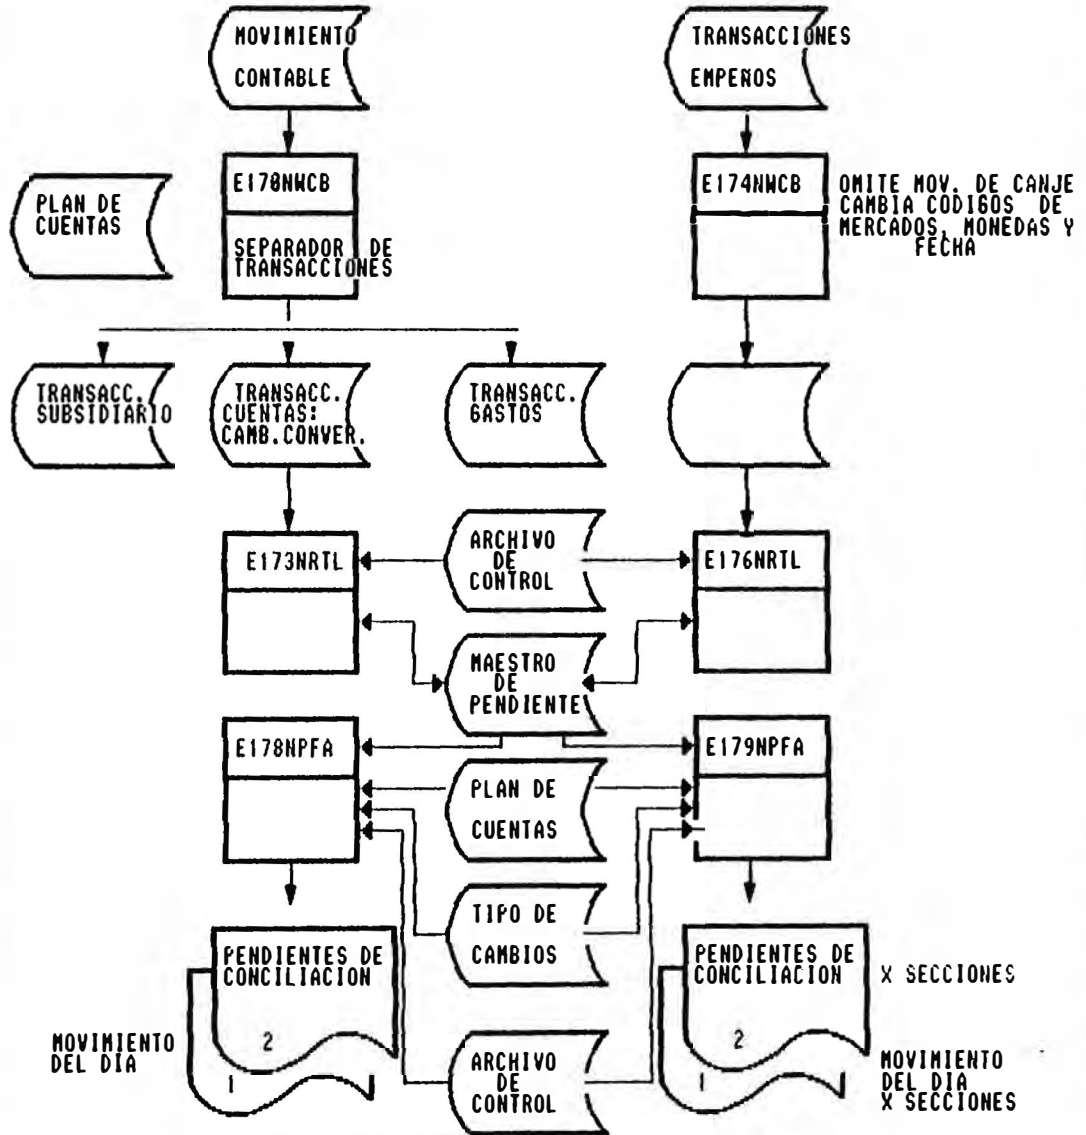 MOVIMIENTO
CONTABLE
TRANSACCIONES
EMPEÑOS
PLAN DE
CUENTAS
E170NWCB
SEPARADOR DE
TRANSACCIONES
E174NWCB
OMITE MOV. DE CANJE
CAMBIA CODIGOS DE
MERCADOS, MONEDAS Y
FECHA
TRANSACC.
SUBSIDIARIO
TRANSACC.
CUENTAS:
CAMB.CONVER.
TRANSACC.
GASTOS
E173NRTL
ARCHIVO
DE
CONTROL
E176NRTL
MAESTRO
DE
PENDIENTE
E178NPFA
E179NPFA
PLAN DE
CUENTAS
TIPO DE
CAMBIOS
PENDIENTES DE
CONCILIACION
2
1
MOVIMIENTO
DEL DIA
ARCHIVO
DE
CONTROL
PENDIENTES DE
CONCILIACION
X SECCIONES
2
1
MOVIMIENTO
DEL DIA
X SECCIONES